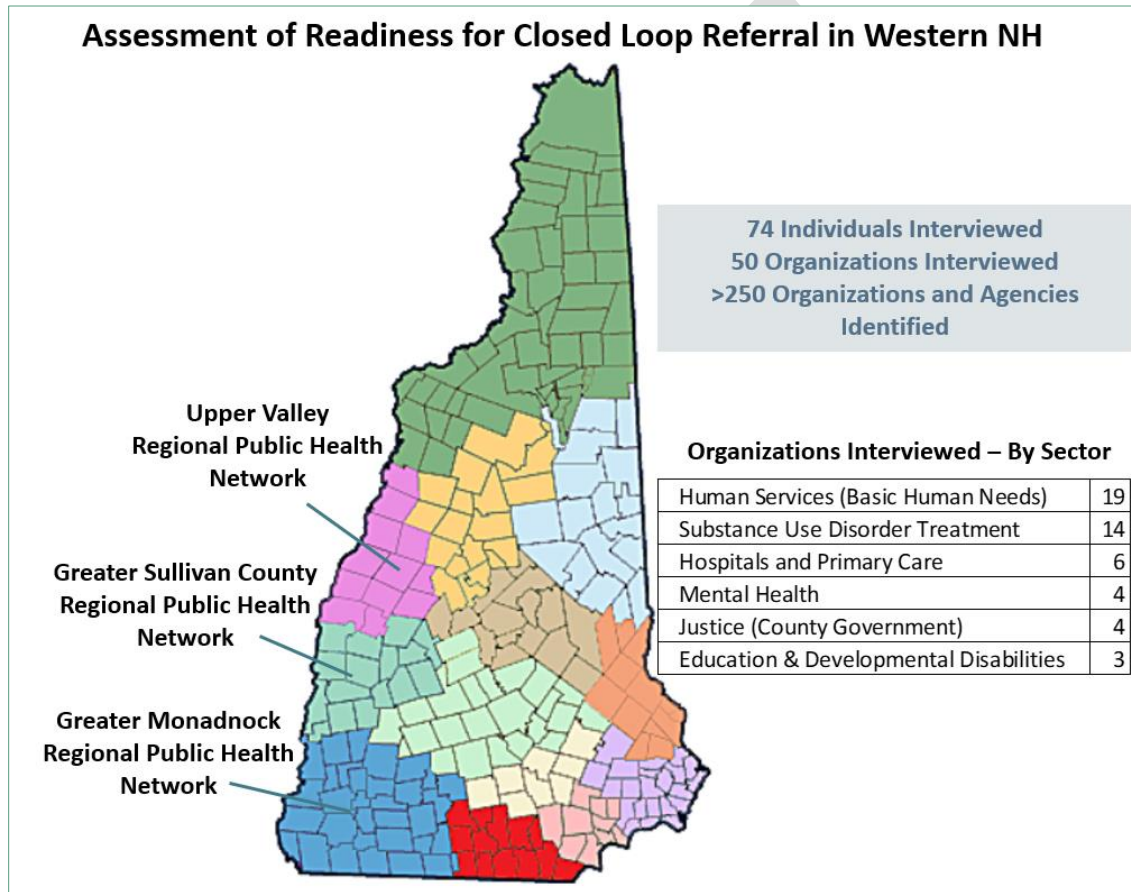 Assessment of Readiness for Closed Loop Referral in Western NH
74 Individuals Interviewed
50 Organizations Interviewed
>250 Organizations and Agencies
Identified
Upper Valley
Regional Public Health
Network
Greater Sullivan County
Regional Public Health
Network
Greater Monadnock
Regional Public Health
Network
Organizations Interviewed – By Sector
Human Services (Basic Human Needs) 19
Substance Use Disorder Treatment 14
Hospitals and Primary Care 6
Mental Health 4
Justice (County Government) 4
Education & Developmental Disabilities 3